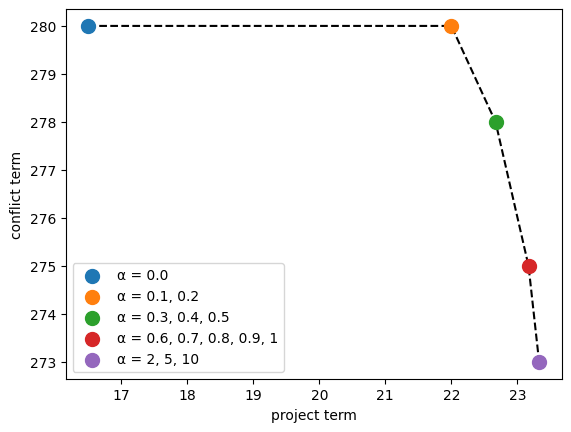 280
279
278
277
276
275
274
273
conflict term
α = 0.0
α = 0.1, 0.2
α = 0.3, 0.4, 0.5
α = 0.6, 0.7, 0.8, 0.9, 1
α = 2, 5, 10
17 18 19 20 21 22 23
project term